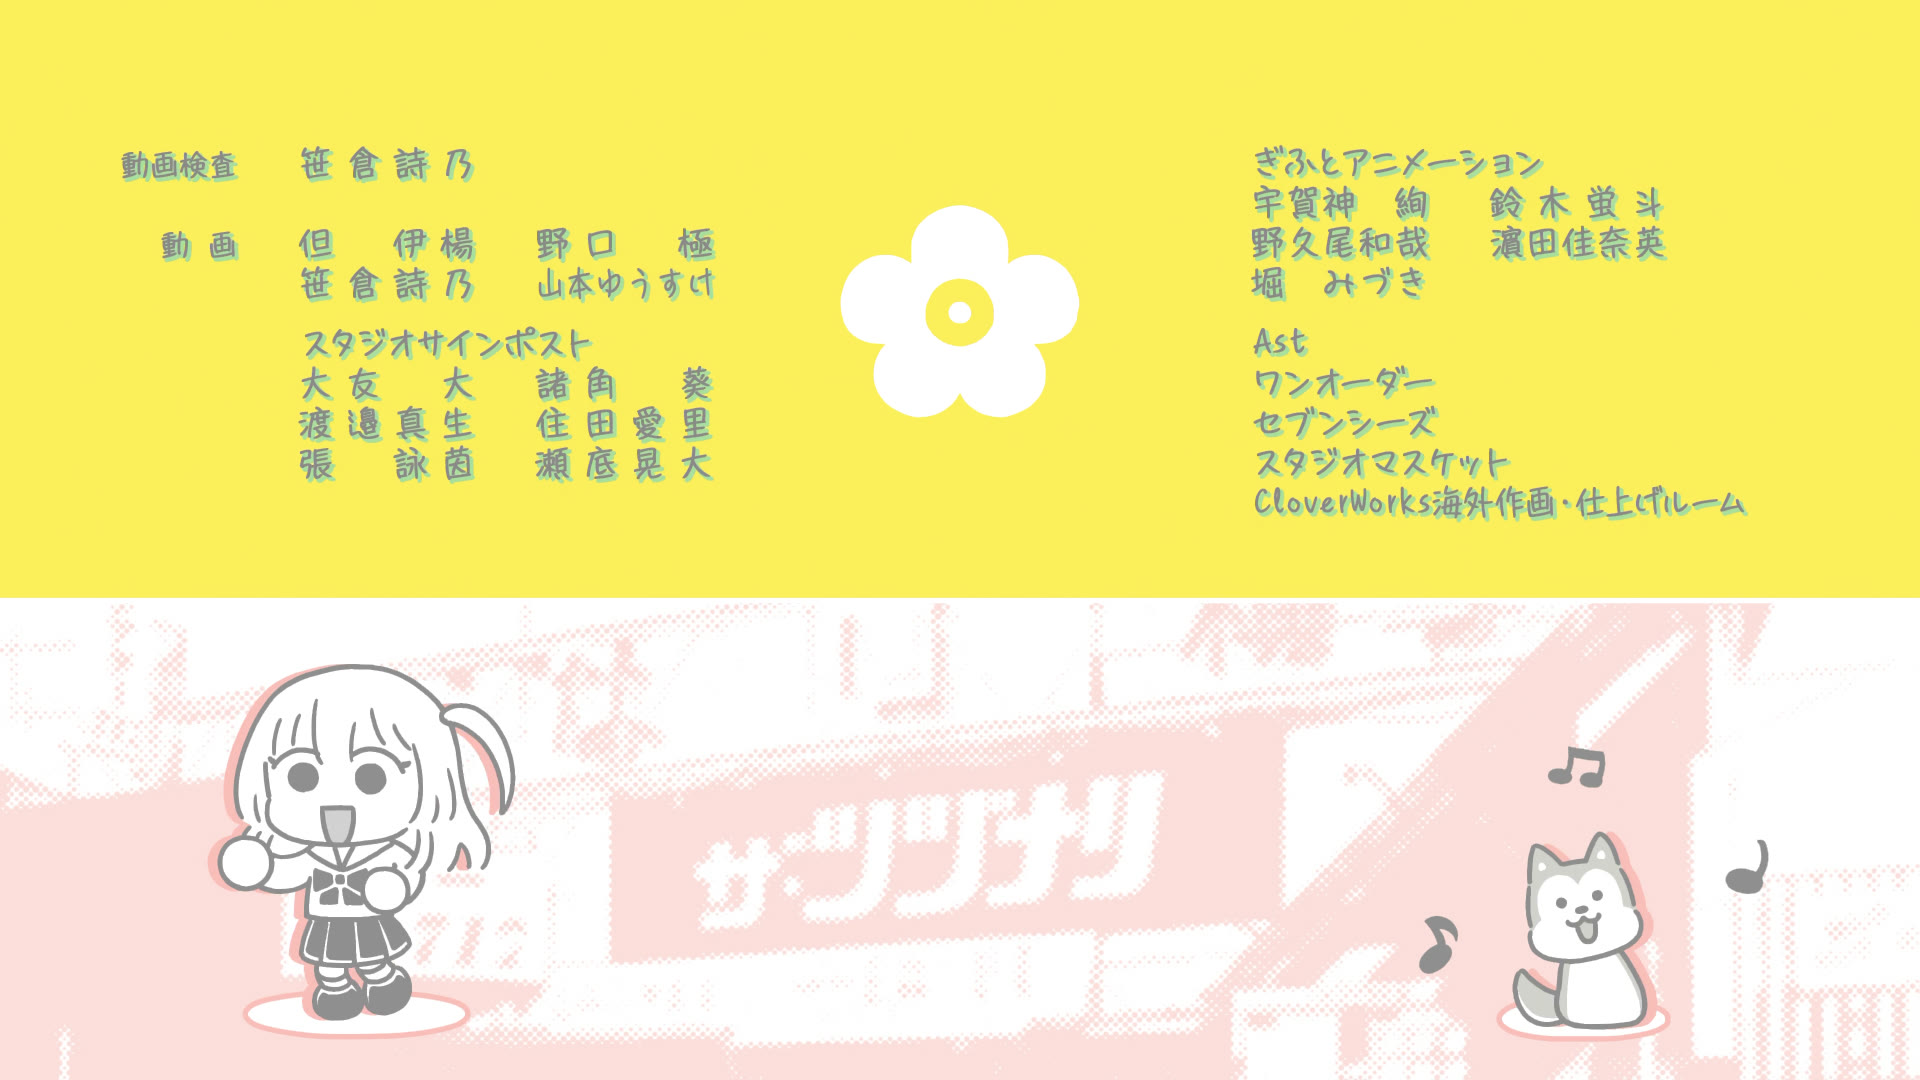 動画検査 笹倉詩乃
動画 但 伊楊 野口 極
笹倉詩乃 山本ゆうすけ
スタジオサインポスト
大友 大 諸角 葵
渡邉真生 住田愛里
張 詠茵 瀬底晃大
ぎふとアニメーション
宇賀神 絢 鈴木蛍斗
野久尾和哉 濵田佳奈英
堀 みづき
Ast
ワンオーダー
セブンシーズ
スタジオマスケット
CloverWorks海外作画・仕上げルーム
サ・ツヅナリ